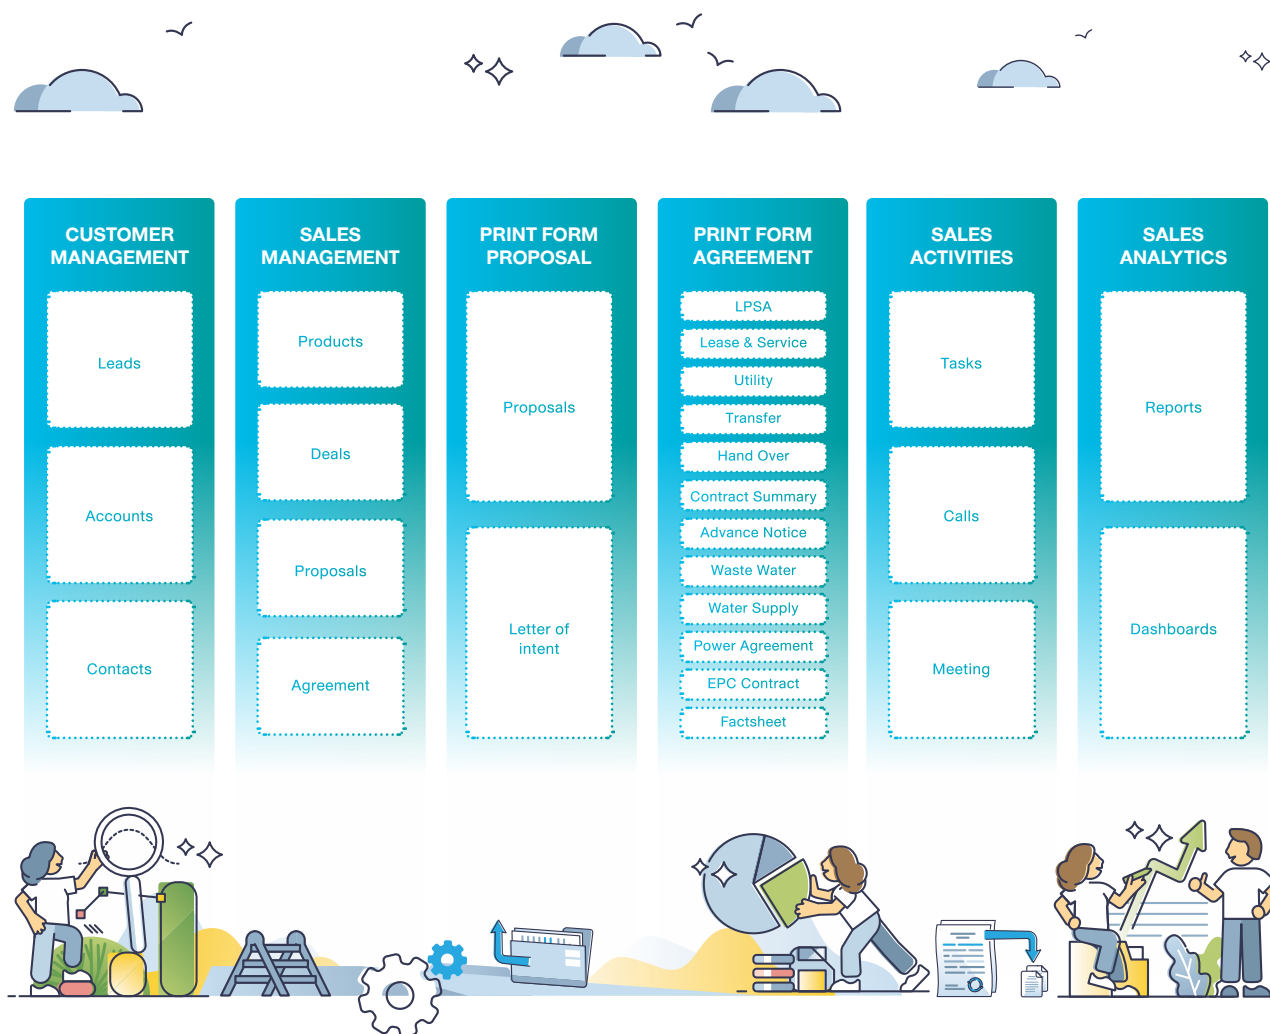 CUSTOMER
MANAGEMENT
Leads
Accounts
Contacts
SALES
MANAGEMENT
Products
Deals
Proposals
Agreement
PRINT FORM
PROPOSAL
Proposals
Letter of
intent
PRINT FORM
AGREEMENT
LPSA
Lease & Service
Utility
Transfer
Hand Over
Contract Summary
Advance Notice
Waste Water
Water Supply
Power Agreement
EPC Contract
Factsheet
SALES
ACTIVITIES
Tasks
Calls
Meeting
SALES
ANALYTICS
Reports
Dashboards